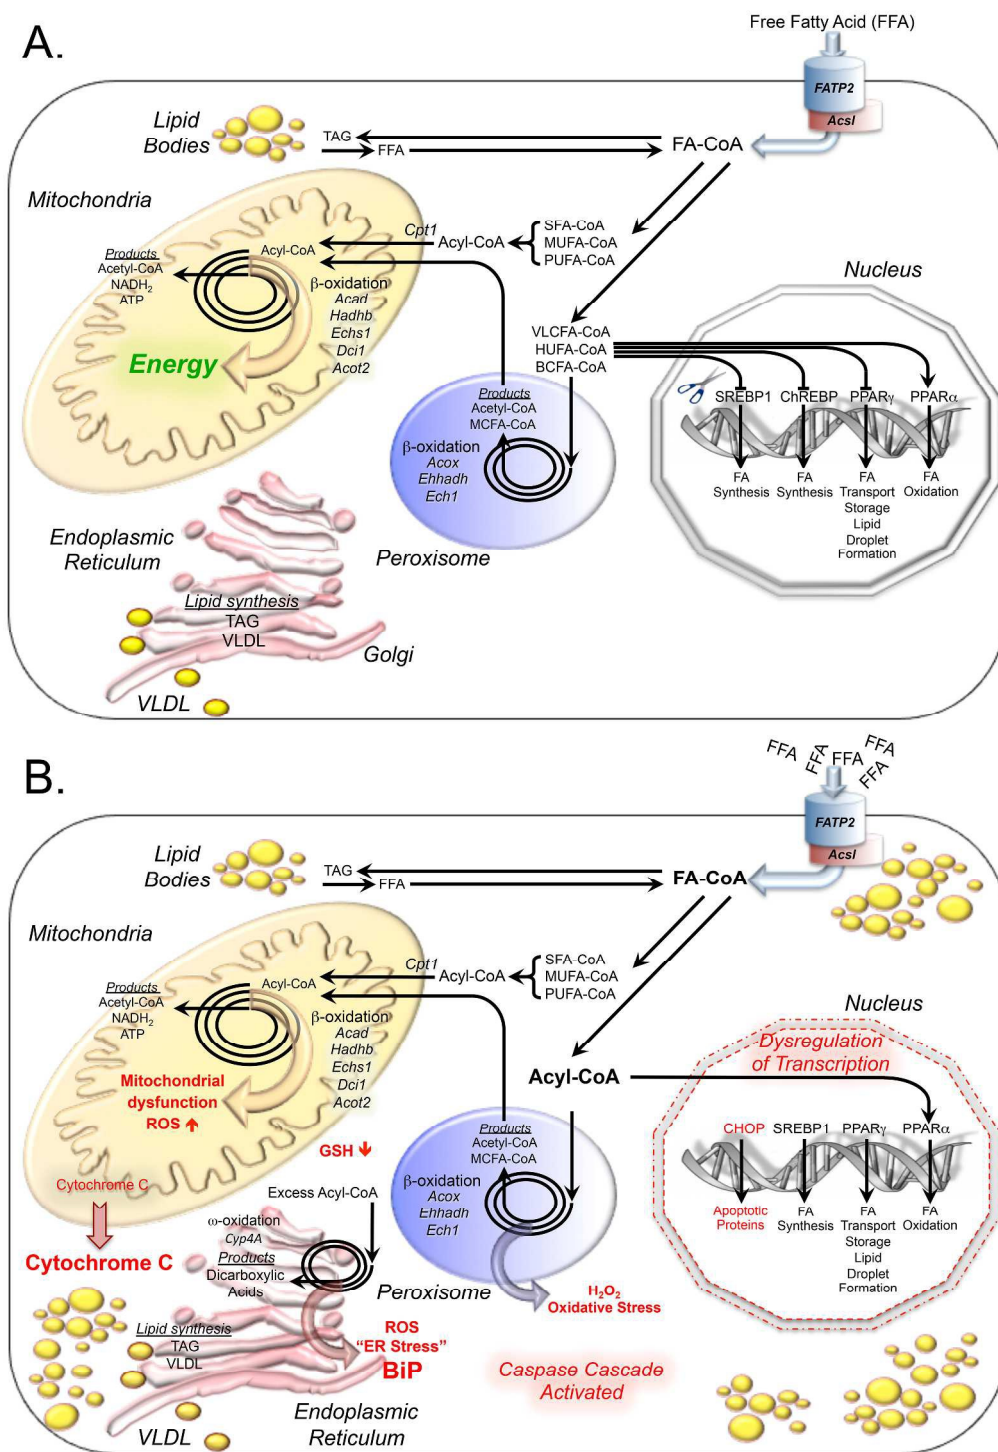 A.
Free Fatty Acid (FFA)
FATP2
Acsl
Lipid
Bodies
TAG
FFA
FA-CoA
Mitochondria
Cpt1
Acyl-CoA
SFA-CoA
MUFA-CoA
PUFA-CoA
Products
Acetyl-CoA
NADH2
ATP
Acyl-CoA
β-oxidation
Acad
Hadhb
Echs1
Dci1
Acot2
Energy
Nucleus
VLCFA-CoA
HUFA-CoA
BCFA-CoA
SREBP1 ChREBP PPARγ PPARα
FA FA FA FA
Synthesis Synthesis Transport Oxidation
Storage
Lipid
Droplet
Formation
Products
Acetyl-CoA
MCFA-CoA
β-oxidation
Acox
Ehhadh
Ech1
Peroxisome
Endoplasmic
Reticulum
Lipid synthesis
TAG
VLDL
Golgi
VLDL
B.
FFA FFA FFA FFA FFA
FATP2
Acsl
Lipid
Bodies
TAG
FFA
FA-CoA
Mitochondria
Cpt1
Acyl-CoA
SFA-CoA
MUFA-CoA
PUFA-CoA
Products
Acetyl-CoA
NADH2
ATP
Acyl-CoA
β-oxidation
Acad
Hadhb
Echs1
Dci1
Acot2
Mitochondrial
dysfunction
ROS
GSH
Nucleus
Dysregulation
of Transcription
Acyl-CoA
CHOP SREBP1 PPARγ PPARα
Apoptotic FA FA FA
Proteins Synthesis Transport Oxidation
Storage
Lipid
Droplet
Formation
Products
Acetyl-CoA
MCFA-CoA
β-oxidation
Acox
Ehhadh
Ech1
Peroxisome
H2O2
Oxidative Stress
Cytochrome C
Cytochrome C
Excess Acyl-CoA
ω-oxidation
Cyp4A
Products
Dicarboxylic
Acids
Lipid synthesis
TAG
VLDL
ROS
“ER Stress”
BiP
Caspase Cascade
Activated
Endoplasmic
Reticulum
VLDL